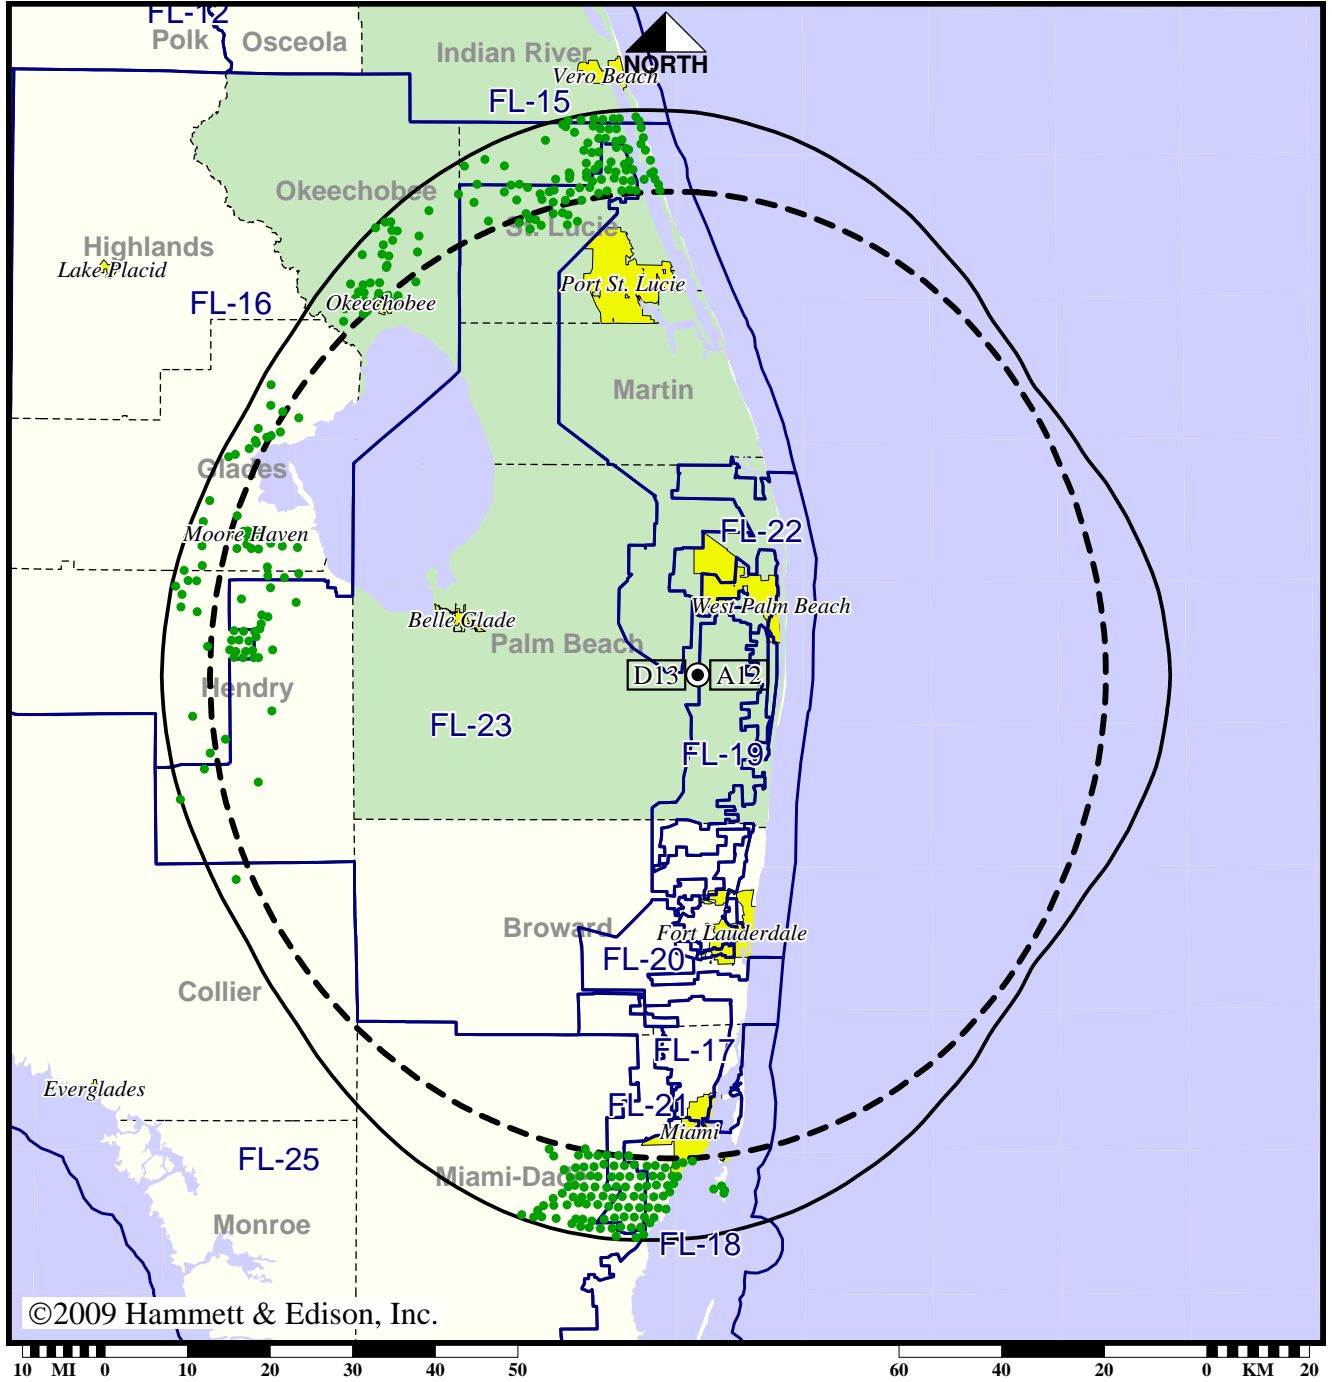 FL-12
Polk
Osceola
Indian River
NORTH
Vero Beach
FL-15
Okeechobee
St. Lucie
Highlands
Lake Placid
FL-16
Okeechobee
Port St. Lucie
Martin
Glades
Moore Haven
FL-22
West Palm Beach
Belle Glade
Palm Beach
D13
A12
Hendry
FL-23
FL-19
Broward
Fort Lauderdale
FL-20
Collier
FL-17
Everglades
FL-21
Miami
FL-25
Miami-Dade
Monroe
FL-18
©2009 Hammett & Edison, Inc.
10 MI 0 10 20 30 40 50
60 40 20 0 KM 20